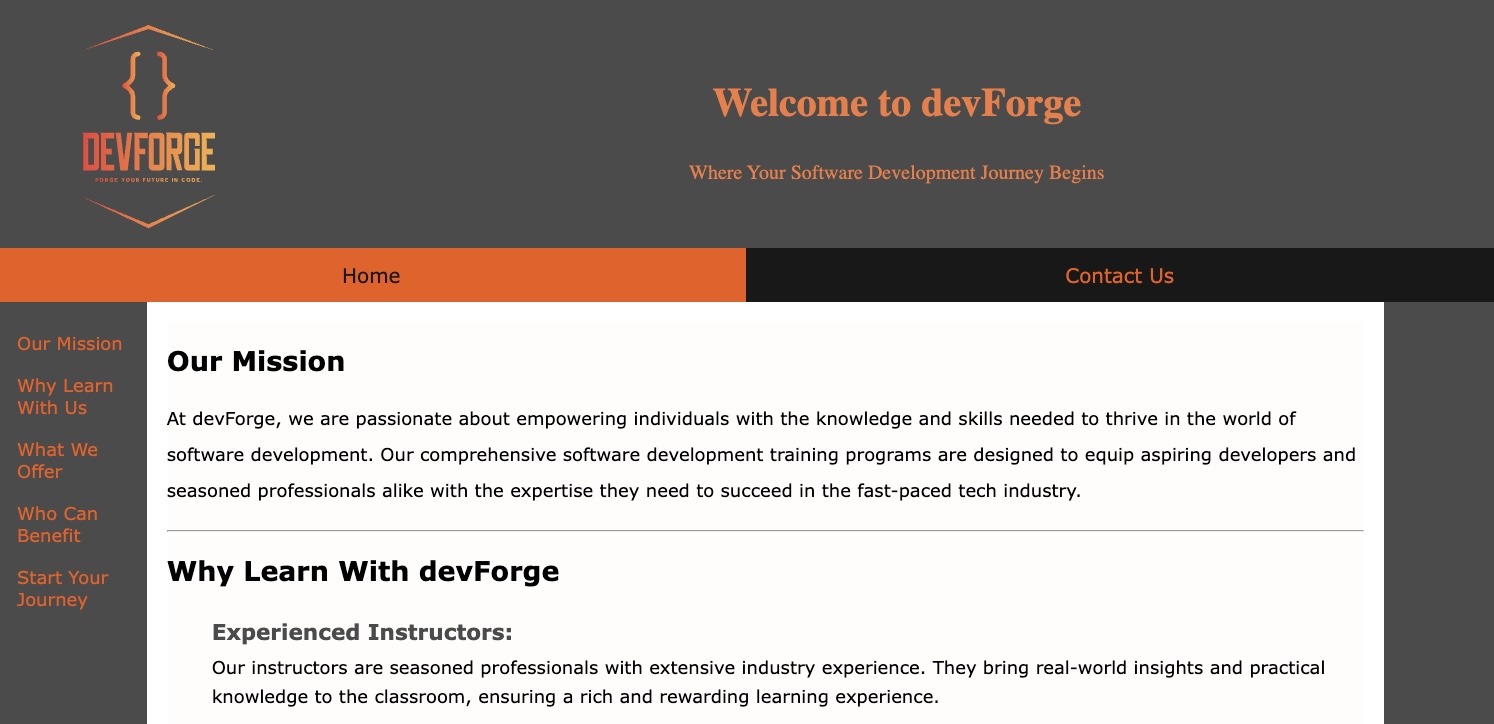 { }
DEVFORGE
FORGE YOUR FUTURE IN CODE.
Welcome to devForge
Where Your Software Development Journey Begins
Home
Contact Us
Our Mission
Why Learn
With Us
What We
Offer
Who Can
Benefit
Start Your
Journey
Our Mission
At devForge, we are passionate about empowering individuals with the knowledge and skills needed to thrive in the world of
software development. Our comprehensive software development training programs are designed to equip aspiring developers and
seasoned professionals alike with the expertise they need to succeed in the fast-paced tech industry.
Why Learn With devForge
Experienced Instructors:
Our instructors are seasoned professionals with extensive industry experience. They bring real-world insights and practical
knowledge to the classroom, ensuring a rich and rewarding learning experience.